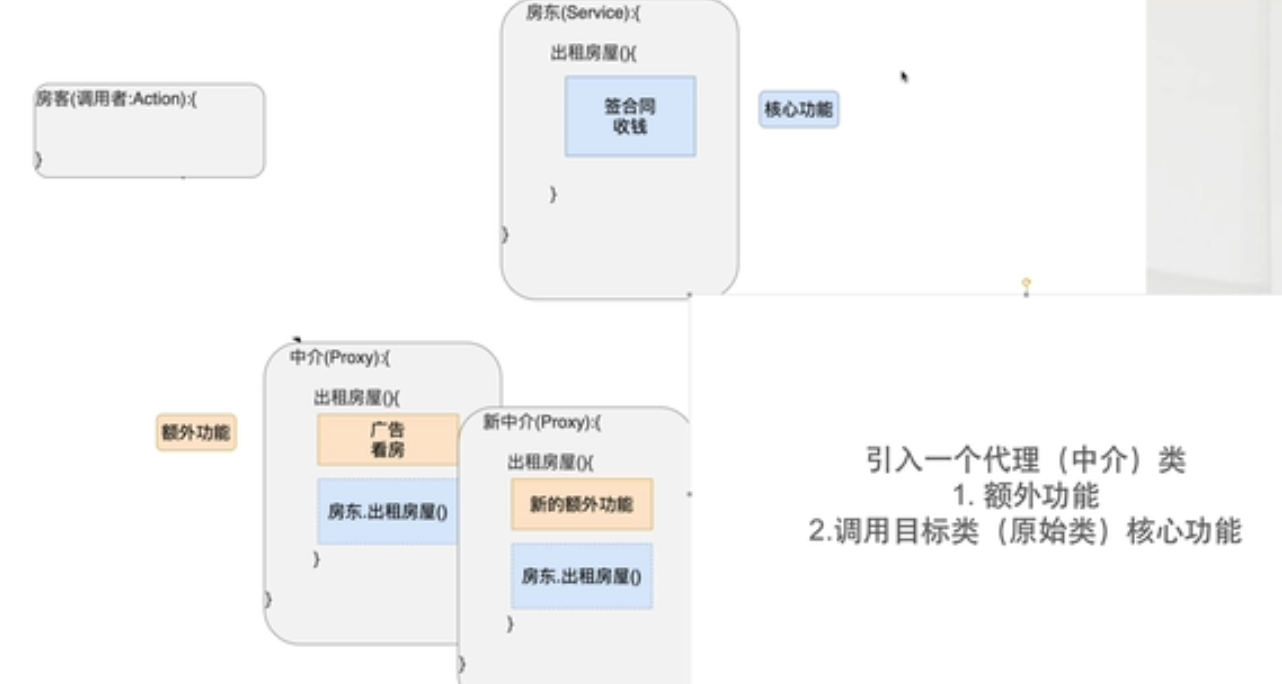 房东(Service):{
出租房屋(){
签合同
收钱
}
}
核心功能
房客(调用者:Action):{
}
中介(Proxy):{
出租房屋(){
广告
看房
房东.出租房屋()
}
}
额外功能
新中介(Proxy):{
出租房屋(){
新的额外功能
房东.出租房屋()
}
}
引入一个代理（中介）类
1. 额外功能
2.调用目标类（原始类）核心功能